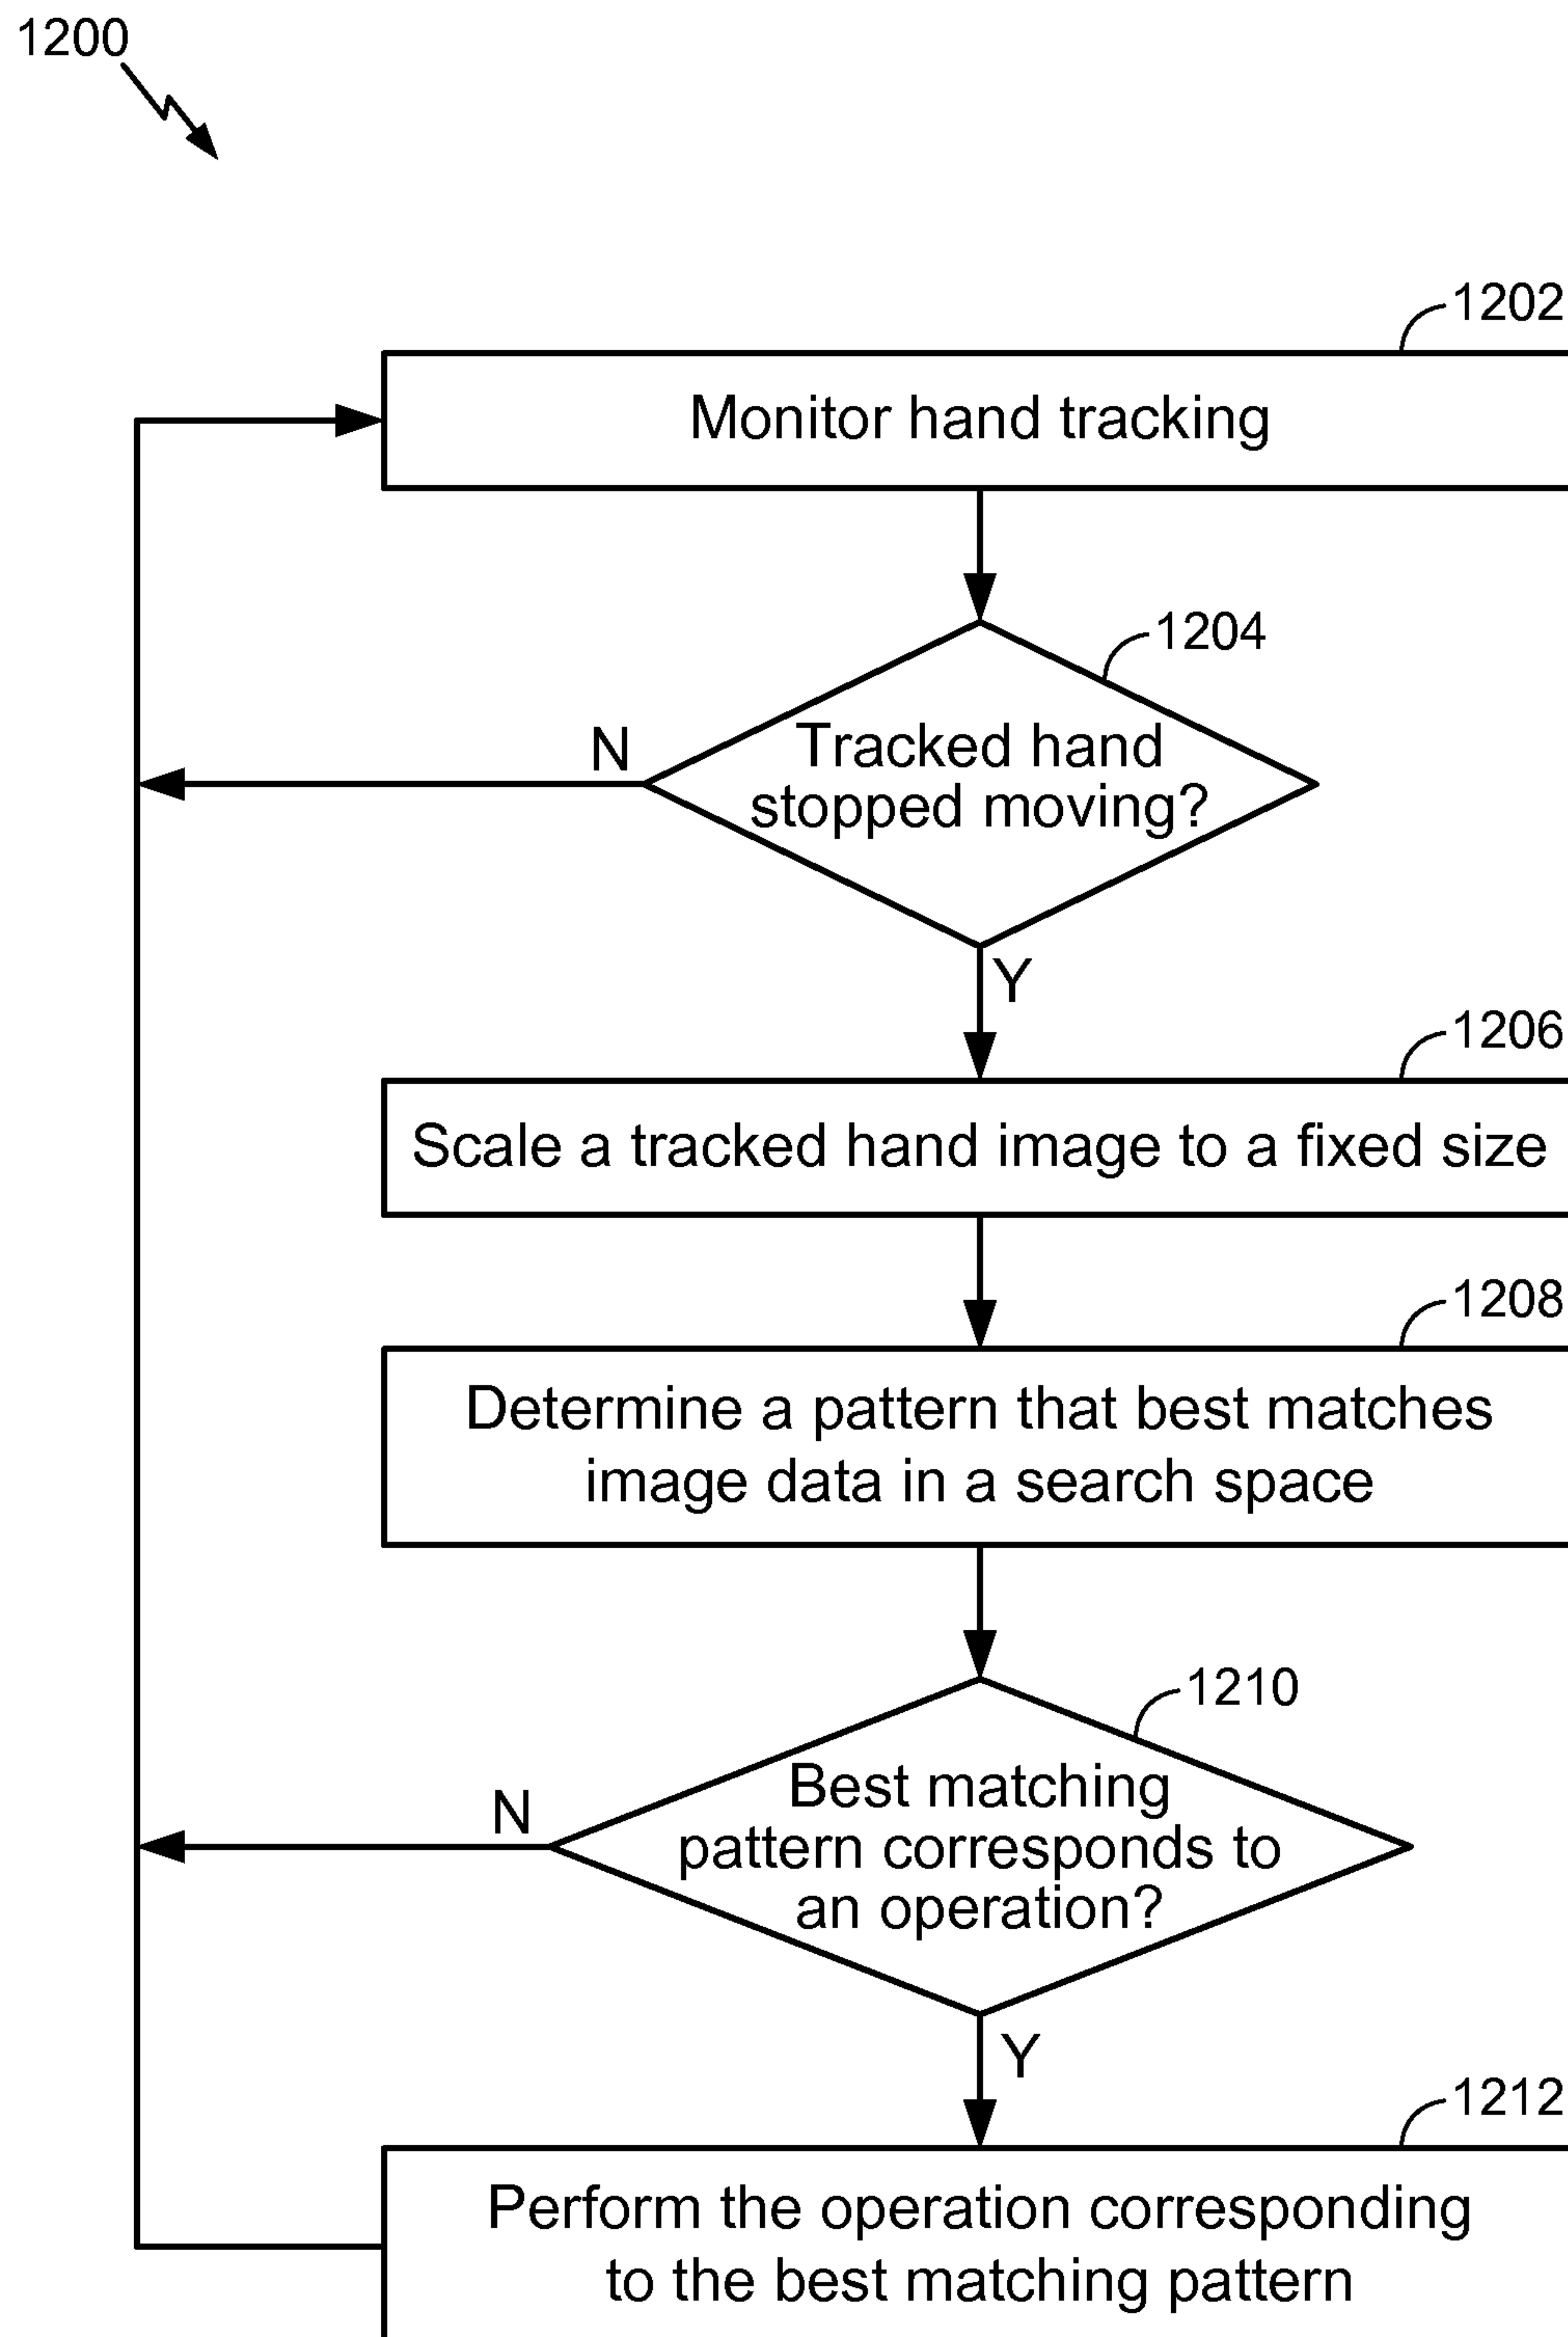 1200
1202
Monitor hand tracking
1204
Tracked hand
stopped moving?
N
Y
1206
Scale a tracked hand image to a fixed size
1208
Determine a pattern that best matches
image data in a search space
1210
Best matching
pattern corresponds to
an operation?
N
Y
1212
Perform the operation corresponding
to the best matching pattern